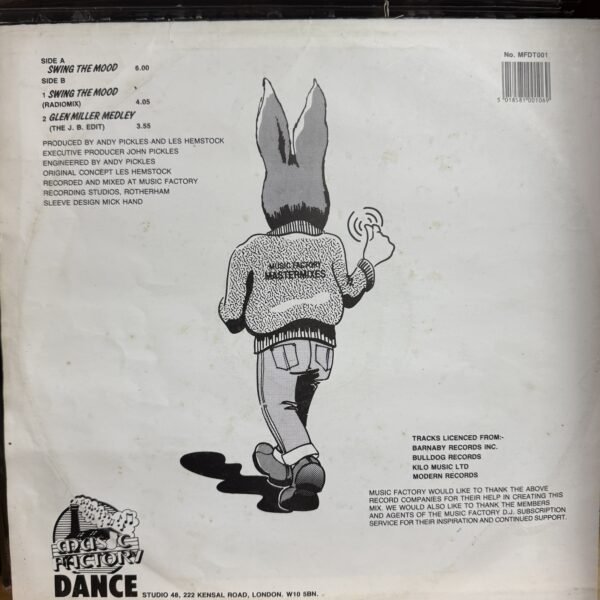 SIDE A
SWING THE MOOD 6.00
SIDE B
1 SWING THE MOOD
(RADIOMIX) 4.05
2 GLEN MILLER MEDLEY
(THE J. B. EDIT) 3.55
PRODUCED BY ANDY PICKLES AND LES HEMSTOCK
EXECUTIVE PRODUCER JOHN PICKLES
ENGINEERED BY ANDY PICKLES
ORIGINAL CONCEPT LES HEMSTOCK
RECORDED AND MIXED AT MUSIC FACTORY
RECORDING STUDIOS, ROTHERHAM
SLEEVE DESIGN MICK HAND
No. MFDT001
5 018581 001069
MUSIC FACTORY
MASTERMIXES
TRACKS LICENCED FROM:-
BARNABY RECORDS INC.
BULLDOG RECORDS
KILO MUSIC LTD
MODERN RECORDS
MUSIC FACTORY WOULD LIKE TO THANK THE ABOVE
RECORD COMPANIES FOR THEIR HELP IN CREATING THIS
MIX. WE WOULD ALSO LIKE TO THANK THE MEMBERS
AND AGENTS OF THE MUSIC FACTORY D.J. SUBSCRIPTION
SERVICE FOR THEIR INSPIRATION AND CONTINUED SUPPORT.
MUSIC
FACTORY
DANCE
STUDIO 48, 222 KENSAL ROAD, LONDON. W10 5BN.